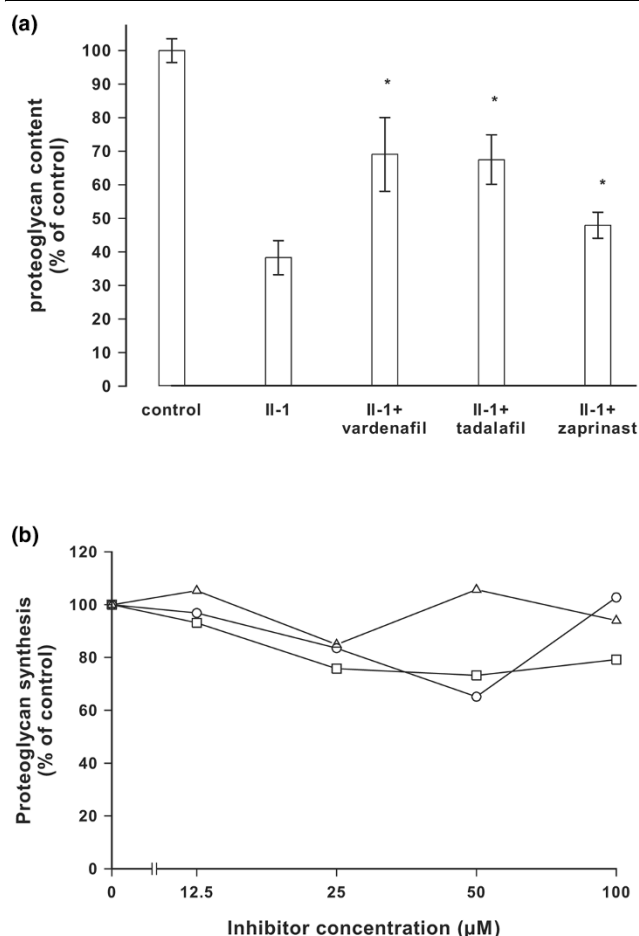 (a)
proteoglycan content
(% of control)
100
90
80
70
60
50
40
30
20
10
0
*
*
*
control
Il-1
Il-1+
vardenafil
Il-1+
tadalafil
Il-1+
zaprinast
(b)
Proteoglycan synthesis
(% of control)
120
100
80
60
40
20
0
0
12.5
25
50
100
Inhibitor concentration (µM)